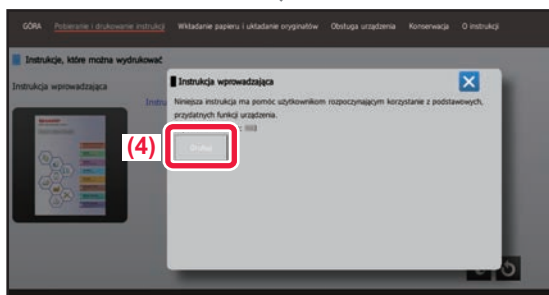 GÓRA Pobieranie i drukowanie instrukcji Wkładanie papieru i układanie oryginałów Obsługa urządzenia Konserwacja O instrukcji
Instrukcje, które można wydrukować
Instrukcja wprowadzająca
Instrukcja wprowadzająca
Niniejsza instrukcja ma pomóc użytkownikom rozpoczynającym korzystanie z podstawowych,
przydatnych funkcji urządzenia.
(4)
Drukuj